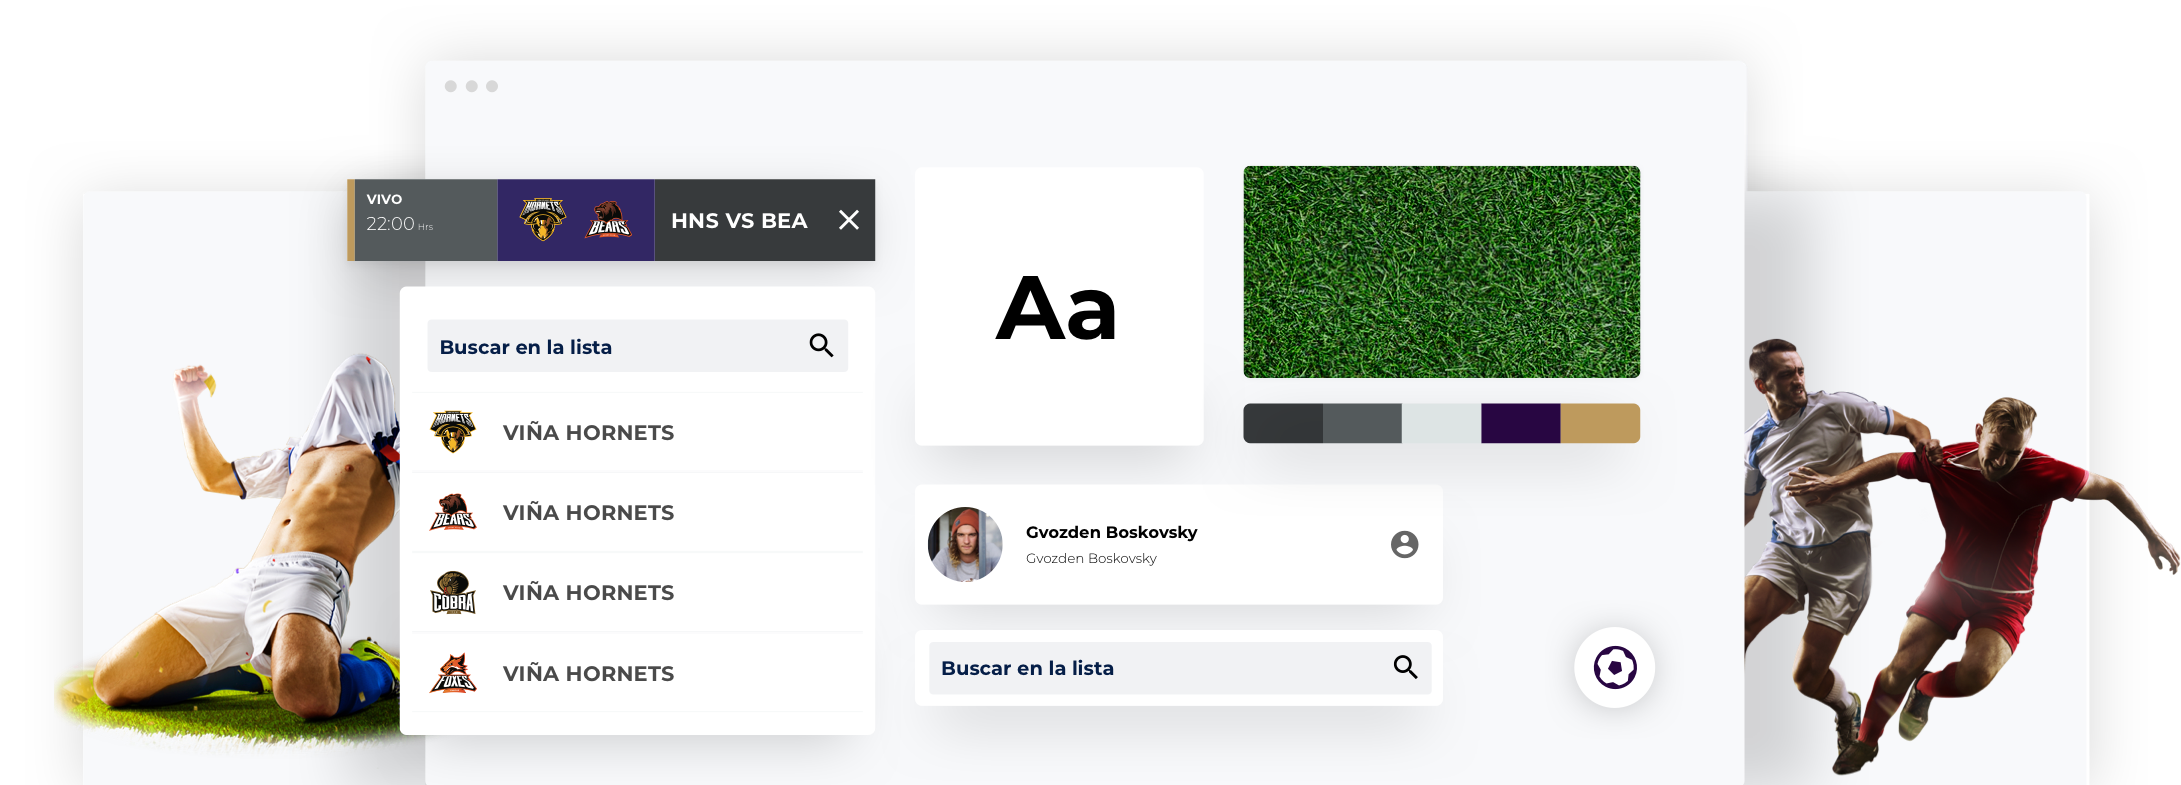 VIVO
22:00 Hrs
HORNETS
BEARS
HNS VS BEA
Buscar en la lista
HORNETS
VIÑA HORNETS
BEARS
VIÑA HORNETS
COBRA
VIÑA HORNETS
FOXES
VIÑA HORNETS
Aa
Gvozden Boskovsky
Gvozden Boskovsky
Buscar en la lista